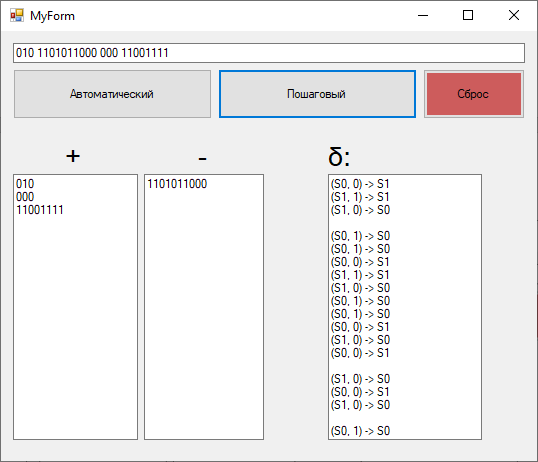 MyForm
010 1101011000 000 11001111
Автоматический
Пошаговый
Сброс
+
-
δ:
010
000
11001111
1101011000
(S0, 0) -> S1
(S1, 1) -> S1
(S1, 0) -> S0
(S0, 1) -> S0
(S0, 1) -> S0
(S0, 0) -> S1
(S1, 1) -> S1
(S1, 0) -> S0
(S0, 1) -> S0
(S0, 1) -> S0
(S0, 0) -> S1
(S1, 0) -> S0
(S0, 0) -> S1
(S1, 0) -> S0
(S0, 0) -> S1
(S1, 0) -> S0
(S0, 1) -> S0